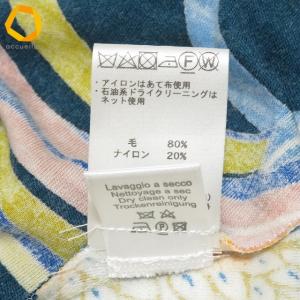 accueillir
F W
・アイロンはあて布使用
・石油系ドライクリーニングは
ネット使用
毛 80%
ナイロン 20%
Lavaggio a secco
Nettoyage a sec
Dry clean only
Trockenreinigung